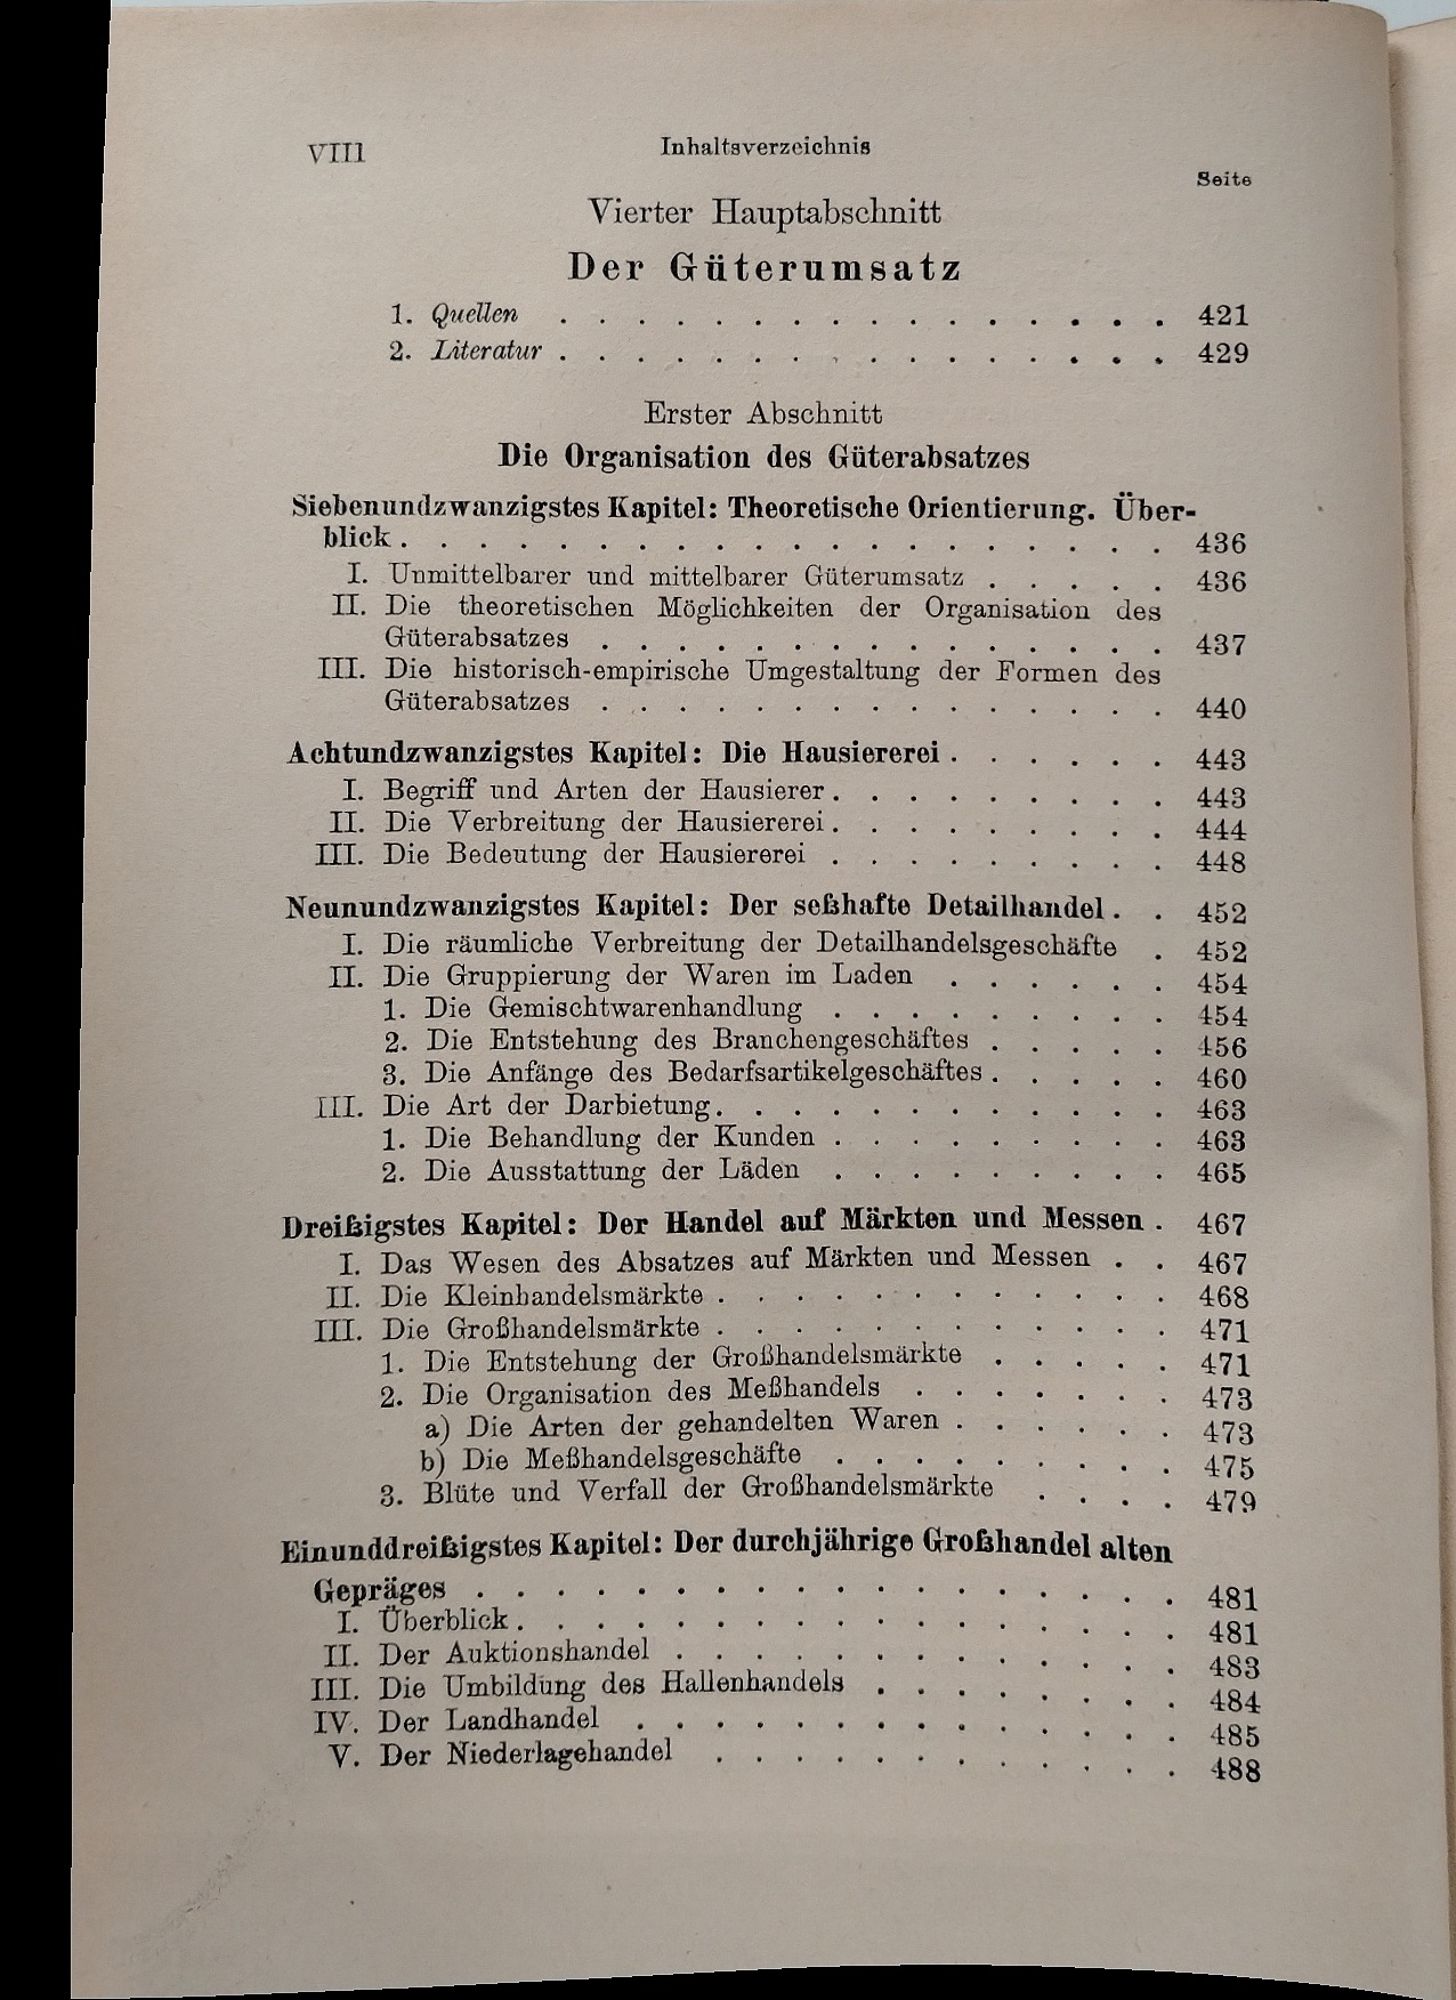 VIII Inhaltsverzeichnis
Seite
Vierter Hauptabschnitt
Der Güterumsatz
1. Quellen . . . . . . . . . . . . . . . . 421
2. Literatur . . . . . . . . . . . . . . . . 429
Erster Abschnitt
Die Organisation des Güterabsatzes
Siebenundzwanzigstes Kapitel: Theoretische Orientierung. Über-
blick . . . . . . . . . . . . . . . . . . . . 436
I. Unmittelbarer und mittelbarer Güterumsatz . . . . . 436
II. Die theoretischen Möglichkeiten der Organisation des
Güterabsatzes . . . . . . . . . . . . . . . 437
III. Die historisch-empirische Umgestaltung der Formen des
Güterabsatzes . . . . . . . . . . . . . . . 440
Achtundzwanzigstes Kapitel: Die Hausiererei . . . . . . 443
I. Begriff und Arten der Hausierer . . . . . . . . . 443
II. Die Verbreitung der Hausiererei . . . . . . . . . 444
III. Die Bedeutung der Hausiererei . . . . . . . . . 448
Neunundzwanzigstes Kapitel: Der seßhafte Detailhandel . . 452
I. Die räumliche Verbreitung der Detailhandelsgeschäfte . 452
II. Die Gruppierung der Waren im Laden . . . . . . 454
1. Die Gemischtwarenhandlung . . . . . . . . . 454
2. Die Entstehung des Branchengeschäftes . . . . . 456
3. Die Anfänge des Bedarfsartikelgeschäftes . . . . . 460
III. Die Art der Darbietung . . . . . . . . . . . . 463
1. Die Behandlung der Kunden . . . . . . . . . 463
2. Die Ausstattung der Läden . . . . . . . . . 465
Dreißigstes Kapitel: Der Handel auf Märkten und Messen . 467
I. Das Wesen des Absatzes auf Märkten und Messen . . 467
II. Die Kleinhandelsmärkte . . . . . . . . . . . . 468
III. Die Großhandelsmärkte . . . . . . . . . . . . 471
1. Die Entstehung der Großhandelsmärkte . . . . . 471
2. Die Organisation des Meßhandels . . . . . . . 473
a) Die Arten der gehandelten Waren . . . . . . 473
b) Die Meßhandelsgeschäfte . . . . . . . . . 475
3. Blüte und Verfall der Großhandelsmärkte . . . . 479
Einunddreißigstes Kapitel: Der durchjährige Großhandel alten
Gepräges . . . . . . . . . . . . . . . . . . 481
I. Überblick . . . . . . . . . . . . . . . . . 481
II. Der Auktionshandel . . . . . . . . . . . . . 483
III. Die Umbildung des Hallenhandels . . . . . . . . 484
IV. Der Landhandel . . . . . . . . . . . . . . 485
V. Der Niederlagehandel . . . . . . . . . . . . 488